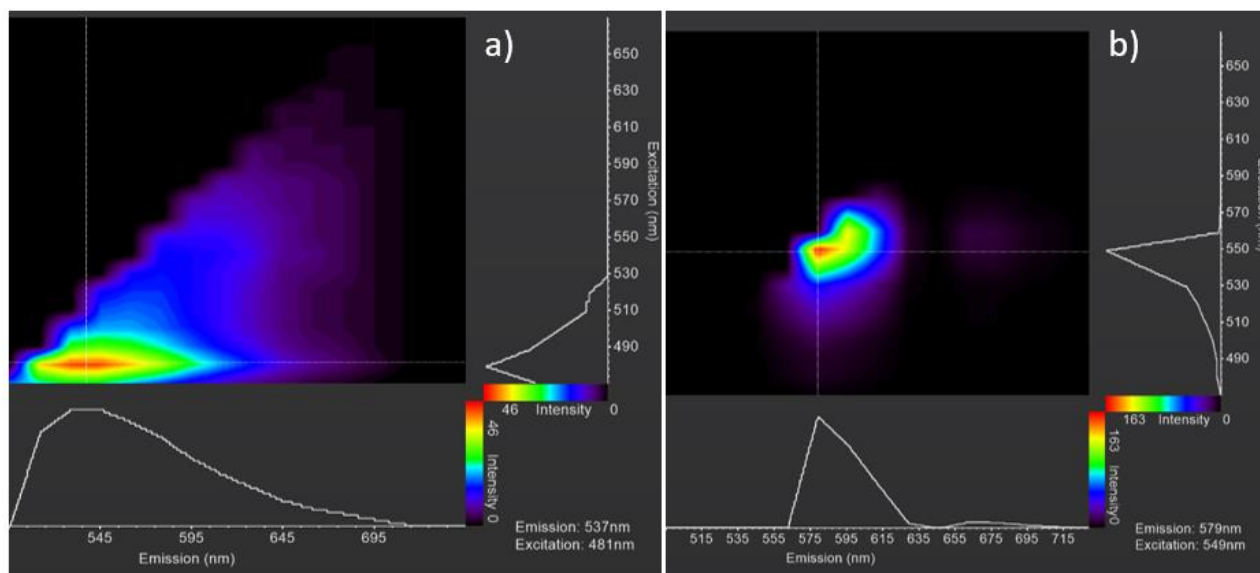 a)
650
630
610
590
570
550
530
510
490
Excitation (nm)
46 Intensity 0
46 Intensity 0
545 595 645 695
Emission (nm)
Emission: 537nm
Excitation: 481nm
b)
650
630
610
590
570
550
530
510
490
163 Intensity 0
163 Intensity 0
515 535 555 575 595 615 635 655 675 695 715
Emission (nm)
Emission: 579nm
Excitation: 549nm